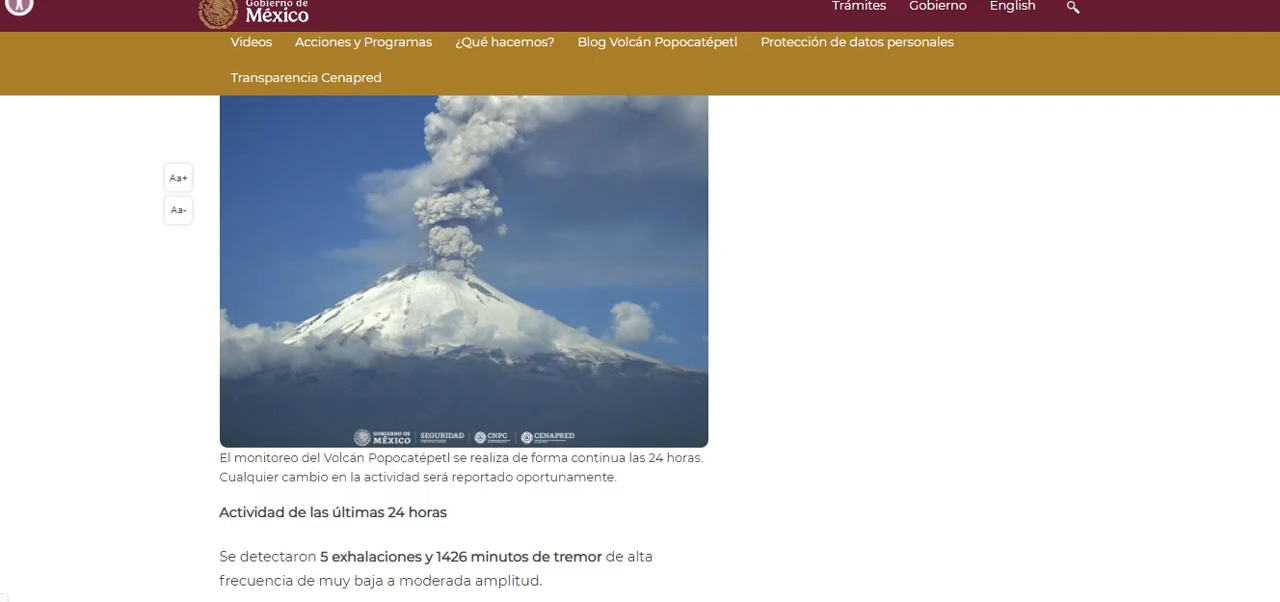 Gobierno de
México
Trámites Gobierno English
Videos Acciones y Programas ¿Qué hacemos? Blog Volcán Popocatépetl Protección de datos personales
Transparencia Cenapred
Aa+
Aa-
GOBIERNO DE
MÉXICO SEGURIDAD CNPC CENAPRED
El monitoreo del Volcán Popocatépetl se realiza de forma continua las 24 horas.
Cualquier cambio en la actividad será reportado oportunamente.
Actividad de las últimas 24 horas
Se detectaron 5 exhalaciones y 1426 minutos de tremor de alta
frecuencia de muy baja a moderada amplitud.